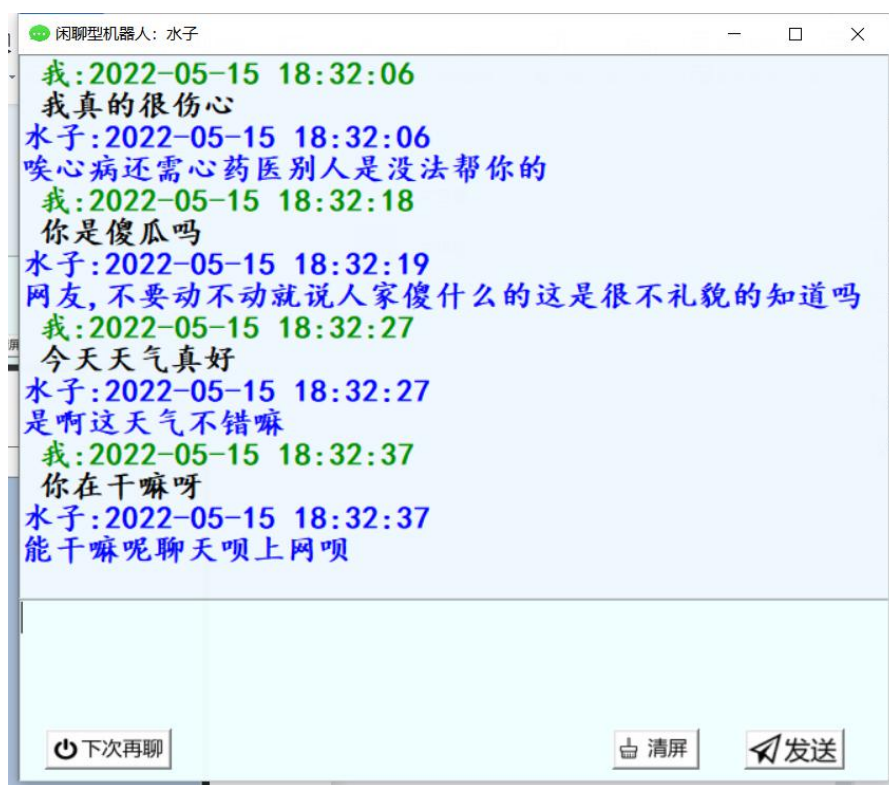 闲聊型机器人：水子
我:2022-05-15 18:32:06
我真的很伤心
水子:2022-05-15 18:32:06
唉心病还需心药医别人是没法帮你的
我:2022-05-15 18:32:18
你是傻瓜吗
水子:2022-05-15 18:32:19
网友,不要动不动就说人家傻什么的这是很不礼貌的知道吗
我:2022-05-15 18:32:27
今天天气真好
水子:2022-05-15 18:32:27
是啊这天气不错嘛
我:2022-05-15 18:32:37
你在干嘛呀
水子:2022-05-15 18:32:37
能干嘛呢聊天呗上网呗
下次再聊 清屏 发送